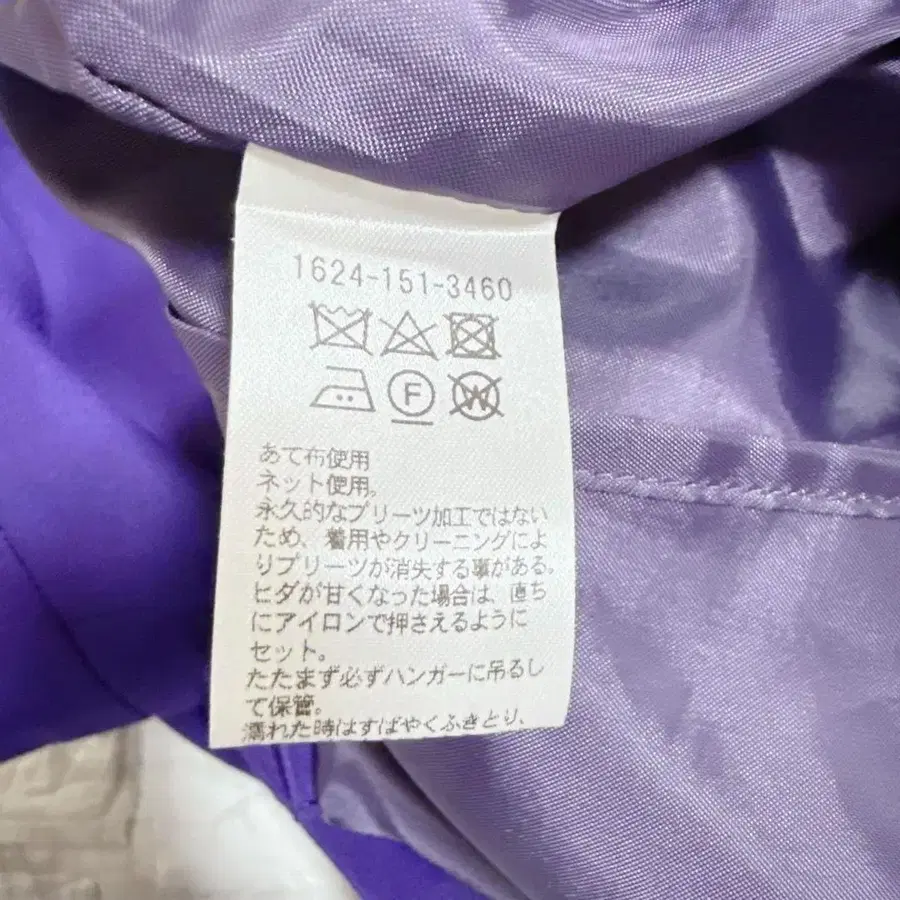 1624-151-3460
F
W
あて布使用
ネット使用。
永久的なプリーツ加工ではない
ため、着用やクリーニングによ
りプリーツが消失する事がある。
ヒダが甘くなった場合は、直ち
にアイロンで押さえるように
セット。
たたまず必ずハンガーに吊るし
て保管。
濡れた時はすばやくふきとり、